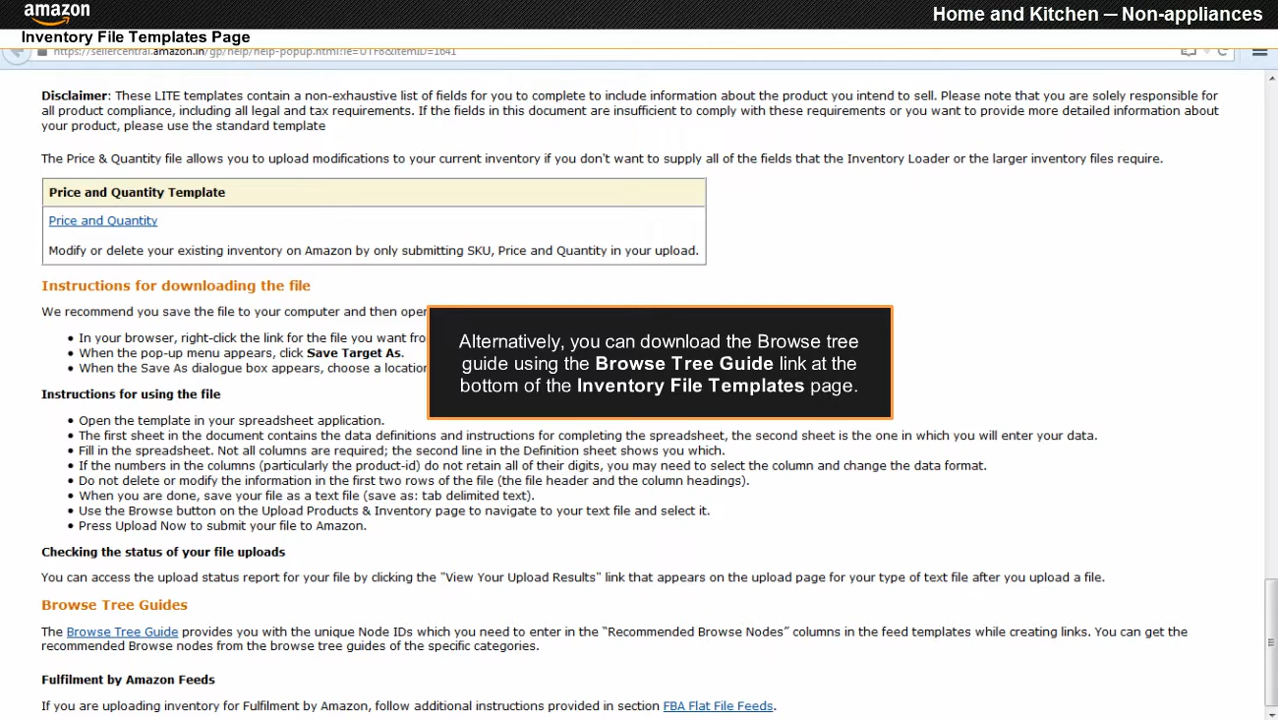 amazon
Home and Kitchen — Non-appliances
Inventory File Templates Page
https://sellercentral.amazon.in/gp/help/help-popup.html?ie=UTF8&itemID=1641
Disclaimer: These LITE templates contain a non-exhaustive list of fields for you to complete to include information about the product you intend to sell. Please note that you are solely responsible for
all product compliance, including all legal and tax requirements. If the fields in this document are insufficient to comply with these requirements or you want to provide more detailed information about
your product, please use the standard template
The Price & Quantity file allows you to upload modifications to your current inventory if you don't want to supply all of the fields that the Inventory Loader or the larger inventory files require.
Price and Quantity Template
Price and Quantity
Modify or delete your existing inventory on Amazon by only submitting SKU, Price and Quantity in your upload.
Instructions for downloading the file
We recommend you save the file to your computer and then
In your browser, right-click the link for the file you want
When the pop-up menu appears, click Save Target As.
When the Save As dialogue box appears, choose a
Alternatively, you can download the Browse tree
guide using the Browse Tree Guide link at the
bottom of the Inventory File Templates page.
Instructions for using the file
Open the template in your spreadsheet application.
The first sheet in the document contains the data definitions and instructions for completing the spreadsheet, the second sheet is the one in which you will enter your data.
Fill in the spreadsheet. Not all columns are required; the second line in the Definition sheet shows you which.
If the numbers in the columns (particularly the product-id) do not retain all of their digits, you may need to select the column and change the data format.
Do not delete or modify the information in the first two rows of the file (the file header and the column headings).
When you are done, save your file as a text file (save as: tab delimited text).
Use the Browse button on the Upload Products & Inventory page to navigate to your text file and select it.
Press Upload Now to submit your file to Amazon.
Checking the status of your file uploads
You can access the upload status report for your file by clicking the "View Your Upload Results" link that appears on the upload page for your type of text file after you upload a file.
Browse Tree Guides
The Browse Tree Guide provides you with the unique Node IDs which you need to enter in the “Recommended Browse Nodes” columns in the feed templates while creating links. You can get the
recommended Browse nodes from the browse tree guides of the specific categories.
Fulfilment by Amazon Feeds
If you are uploading inventory for Fulfilment by Amazon, follow additional instructions provided in section FBA Flat File Feeds.